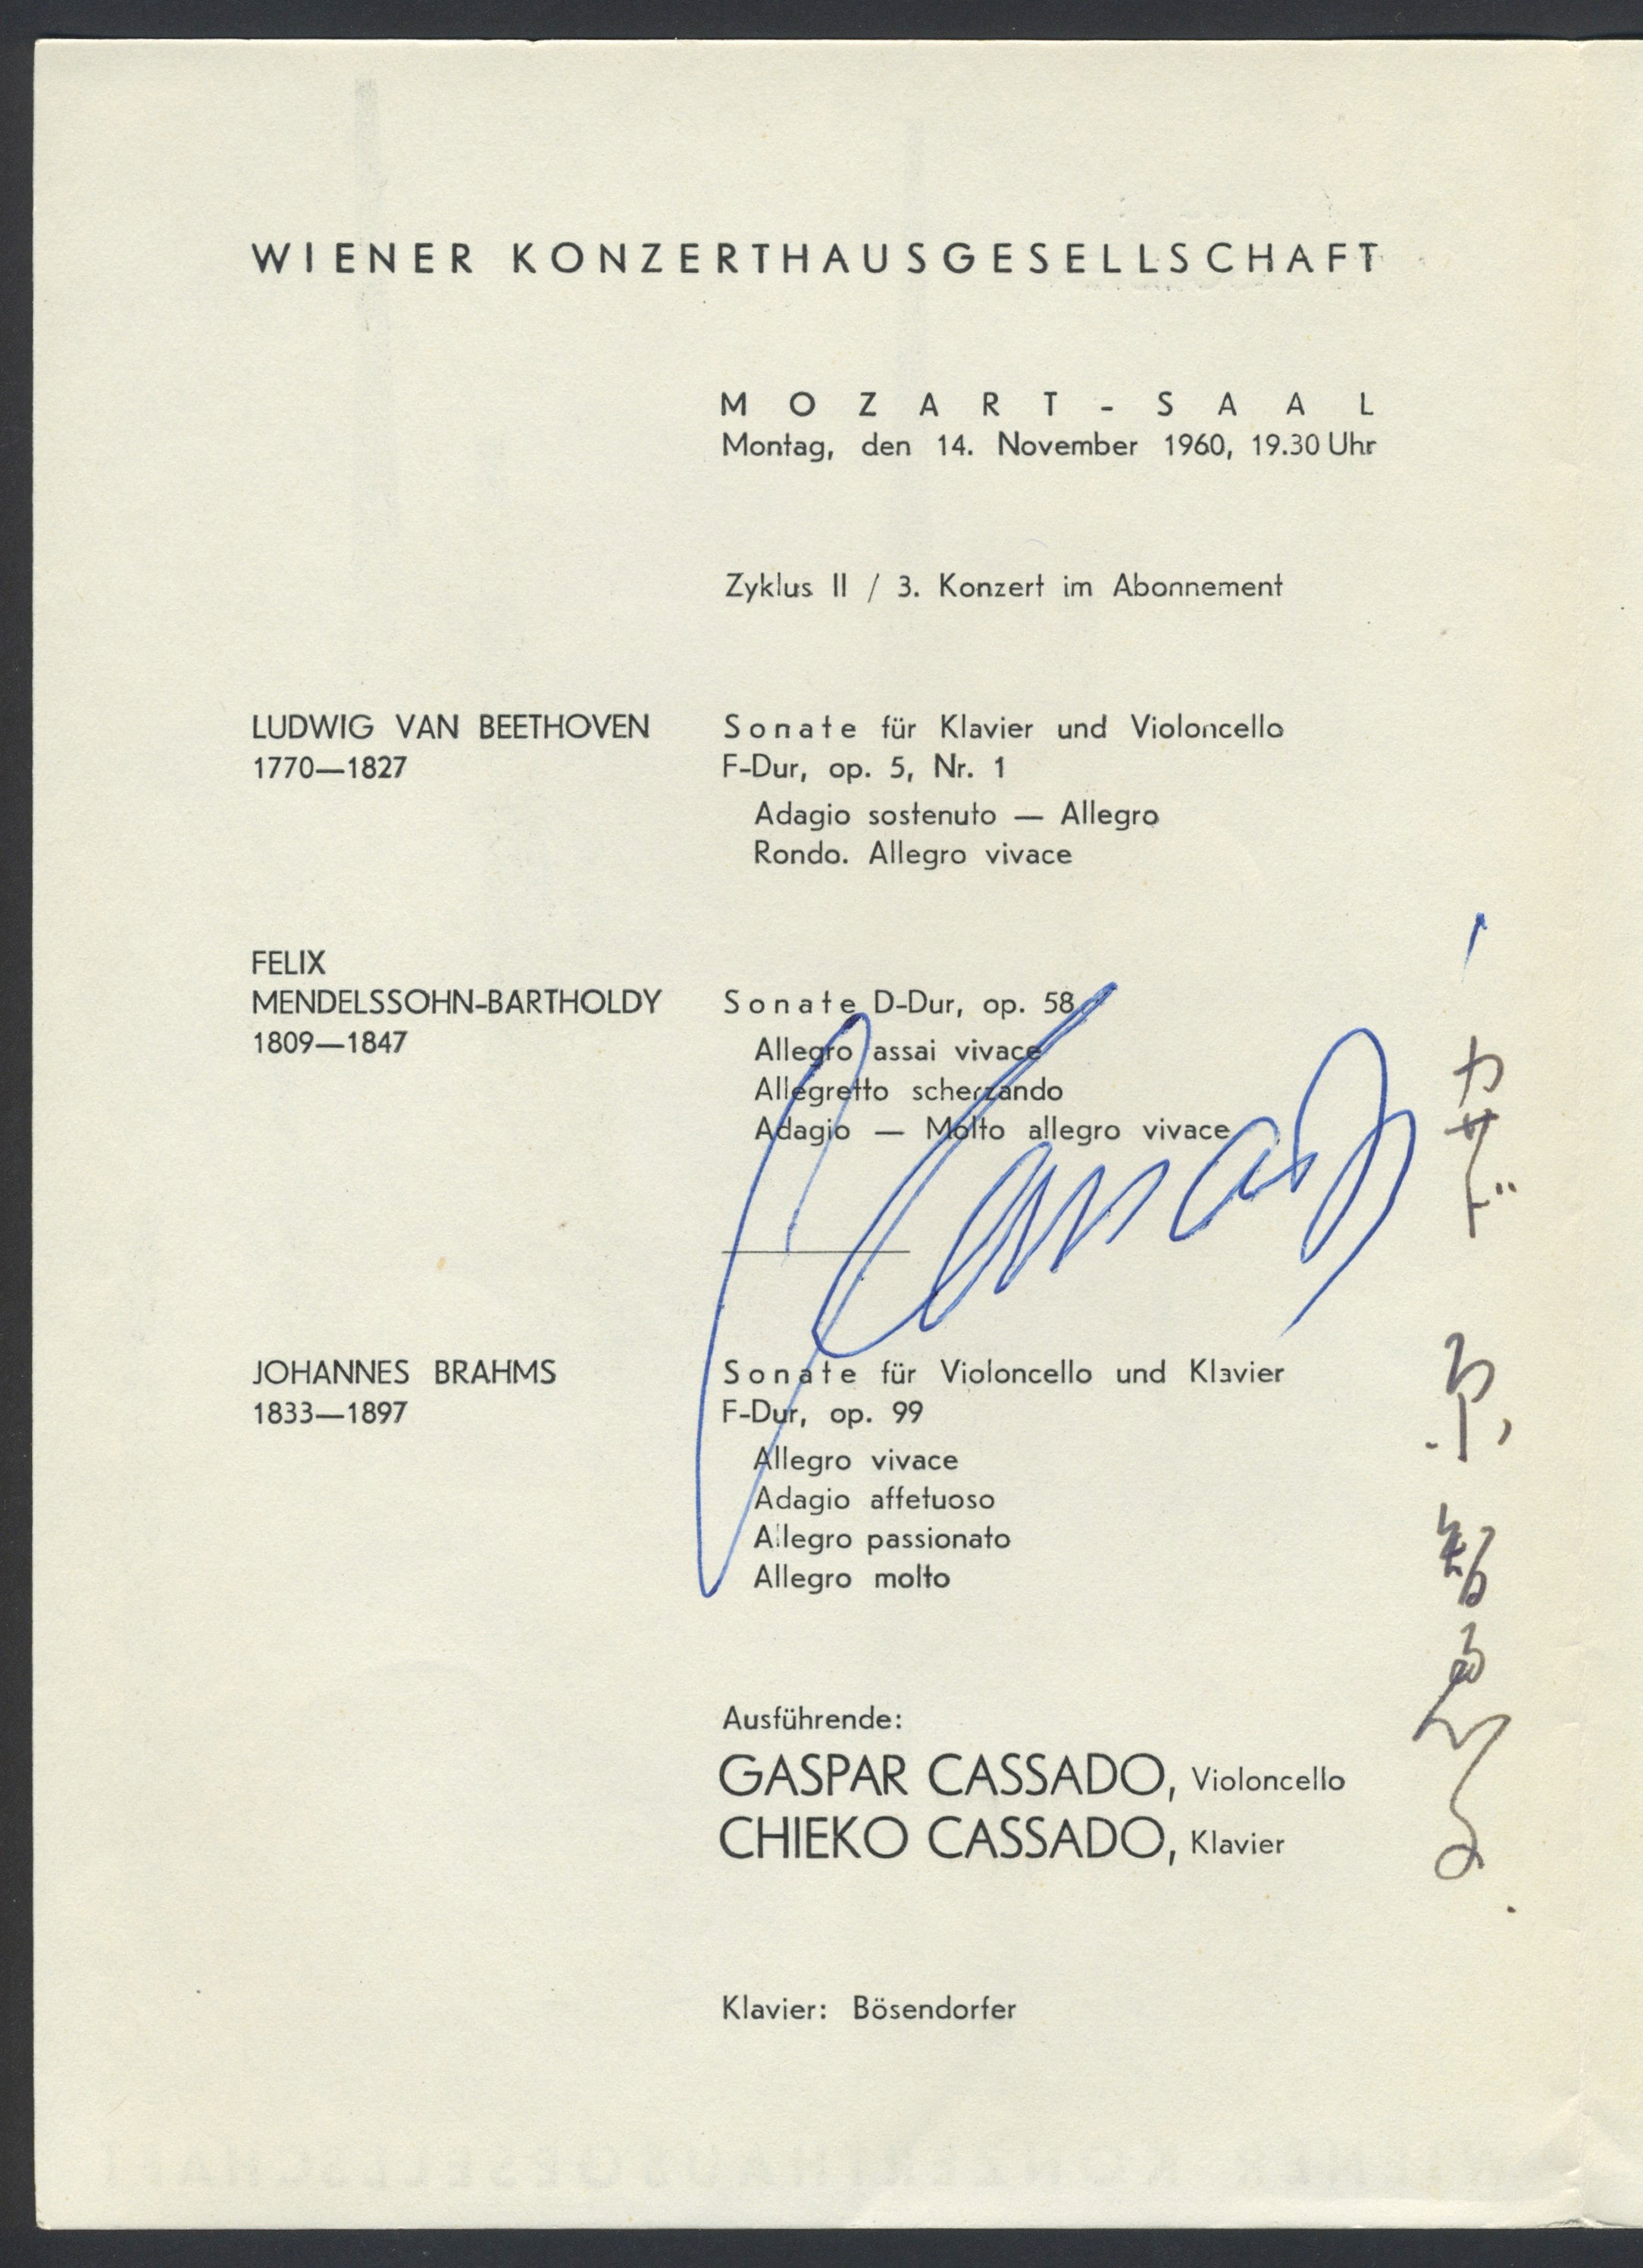 WIENER KONZERTHAUSGESELLSCHAFT
MOZART-SAAL
Montag, den 14. November 1960, 19.30 Uhr
Zyklus II / 3. Konzert im Abonnement
LUDWIG VAN BEETHOVEN
1770—1827
Sonate für Klavier und Violoncello
F-Dur, op. 5, Nr. 1
Adagio sostenuto — Allegro
Rondo. Allegro vivace
FELIX
MENDELSSOHN-BARTHOLDY
1809—1847
Sonate D-Dur, op. 58
Allegro assai vivace
Allegretto scherzando
Adagio — Molto allegro vivace
Cassadó
JOHANNES BRAHMS
1833—1897
Sonate für Violoncello und Klavier
F-Dur, op. 99
Allegro vivace
Adagio affetuoso
Allegro passionato
Allegro molto
カサド 原 智恵子
Ausführende:
GASPAR CASSADO, Violoncello
CHIEKO CASSADO, Klavier
Klavier: Bösendorfer